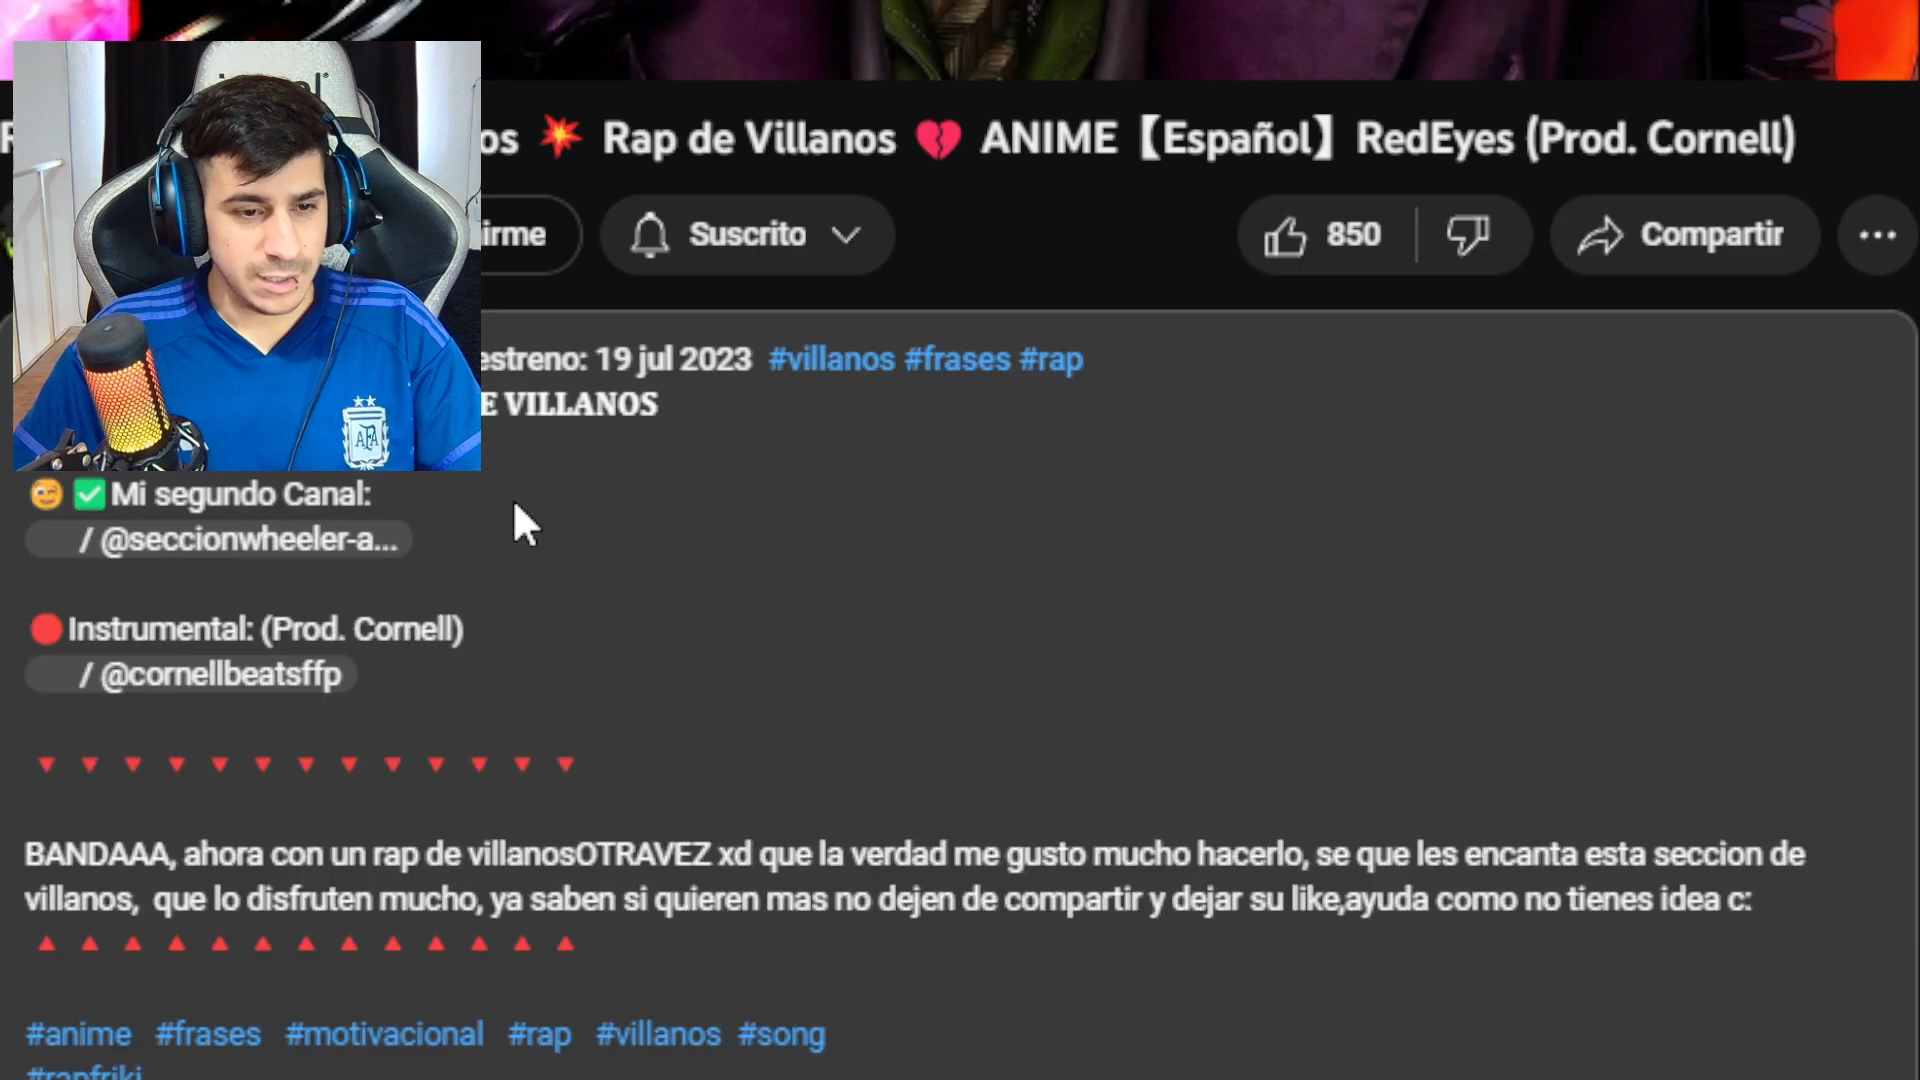 os 💥 Rap de Villanos 💔 ANIME【Español】RedEyes (Prod. Cornell)
irme
Suscrito
850
Compartir
estreno: 19 jul 2023 #villanos #frases #rap
E VILLANOS
AFA
Mi segundo Canal:
/ @seccionwheeler-a...
Instrumental: (Prod. Cornell)
/ @cornellbeatsffp
BANDAAA, ahora con un rap de villanosOTRAVEZ xd que la verdad me gusto mucho hacerlo, se que les encanta esta seccion de
villanos, que lo disfruten mucho, ya saben si quieren mas no dejen de compartir y dejar su like,ayuda como no tienes idea c:
#anime #frases #motivacional #rap #villanos #song
#rapfriki